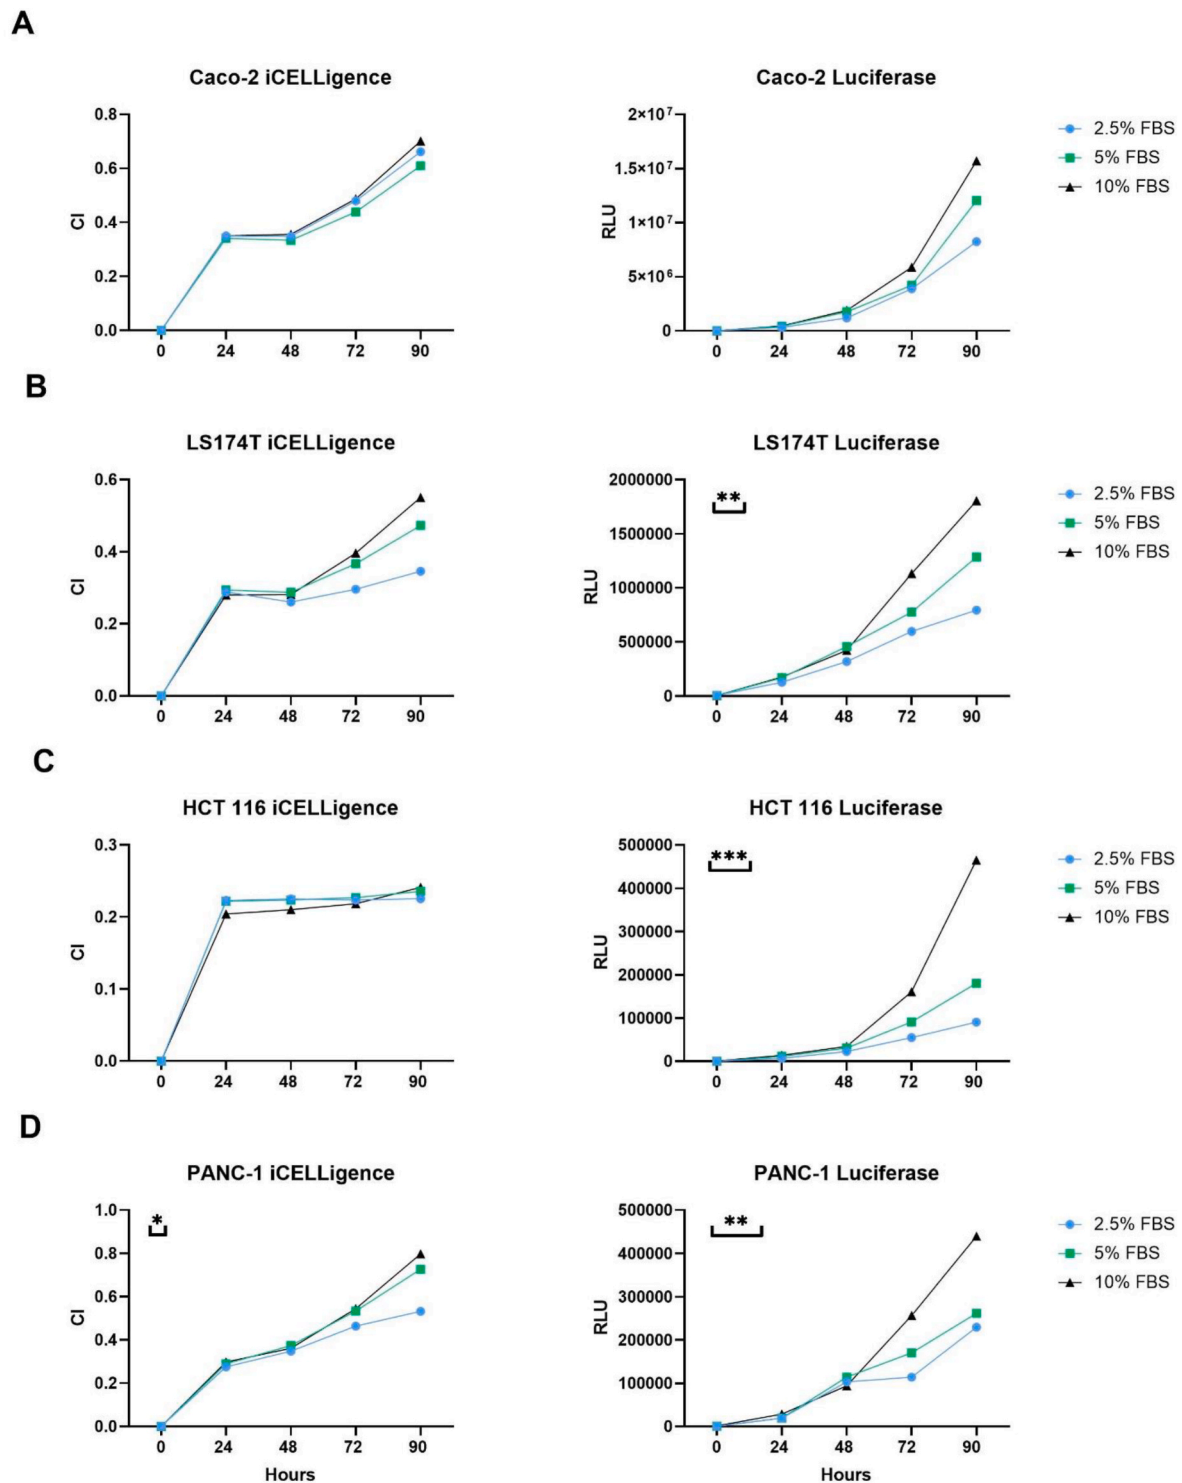 A
Caco-2 iCELLigence
CI
0.8
0.6
0.4
0.2
0.0
0 24 48 72 90
Caco-2 Luciferase
RLU
2×10⁷
1.5×10⁷
1×10⁷
5×10⁶
0
0 24 48 72 90
2.5% FBS
5% FBS
10% FBS
B
LS174T iCELLigence
CI
0.6
0.4
0.2
0.0
0 24 48 72 90
LS174T Luciferase
RLU
2000000
1500000
1000000
500000
0
**
0 24 48 72 90
2.5% FBS
5% FBS
10% FBS
C
HCT 116 iCELLigence
CI
0.3
0.2
0.1
0.0
0 24 48 72 90
HCT 116 Luciferase
RLU
500000
400000
300000
200000
100000
0
***
0 24 48 72 90
2.5% FBS
5% FBS
10% FBS
D
PANC-1 iCELLigence
CI
1.0
0.8
0.6
0.4
0.2
0.0
*
0 24 48 72 90
Hours
PANC-1 Luciferase
RLU
500000
400000
300000
200000
100000
0
**
0 24 48 72 90
Hours
2.5% FBS
5% FBS
10% FBS